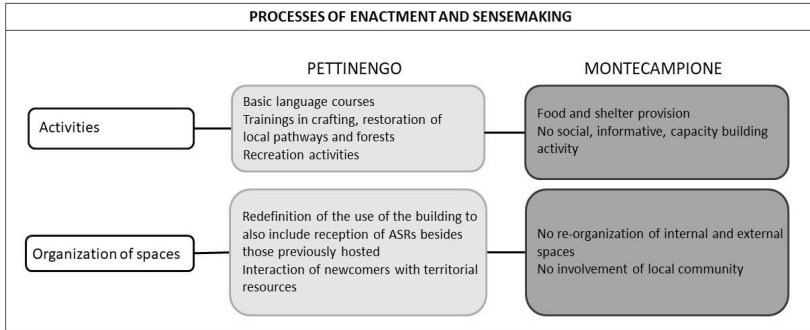 PROCESSES OF ENACTMENT AND SENSEMAKING
PETTINENGO
MONTECAMPIONE
Activities
Basic language courses
Trainings in crafting, restoration of
local pathways and forests
Recreation activities
Food and shelter provision
No social, informative, capacity building
activity
Organization of spaces
Redefinition of the use of the building to
also include reception of ASRs besides
those previously hosted
Interaction of newcomers with territorial
resources
No re-organization of internal and external
spaces
No involvement of local community